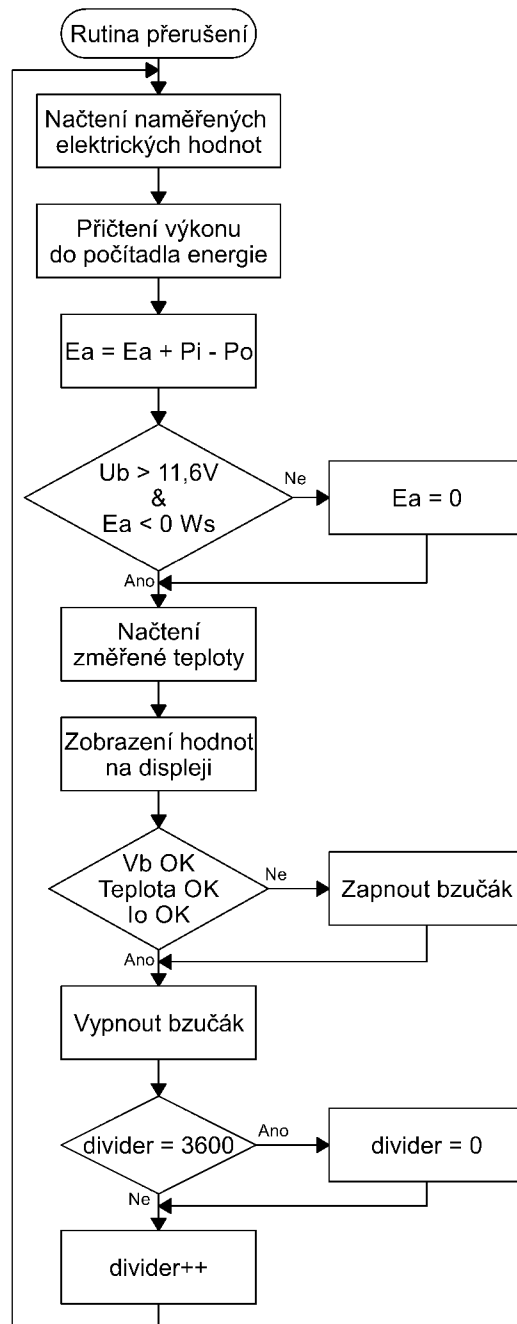 Rutina přerušení
Načtení naměřených
elektrických hodnot
Přičtení výkonu
do počítadla energie
Ea = Ea + Pi - Po
Ub > 11,6V
&
Ea < 0 Ws
Ne
Ea = 0
Ano
Načtení
změřené teploty
Zobrazení hodnot
na displeji
Vb OK
Teplota OK
Io OK
Ne
Zapnout bzučák
Ano
Vypnout bzučák
divider = 3600
Ano
divider = 0
Ne
divider++